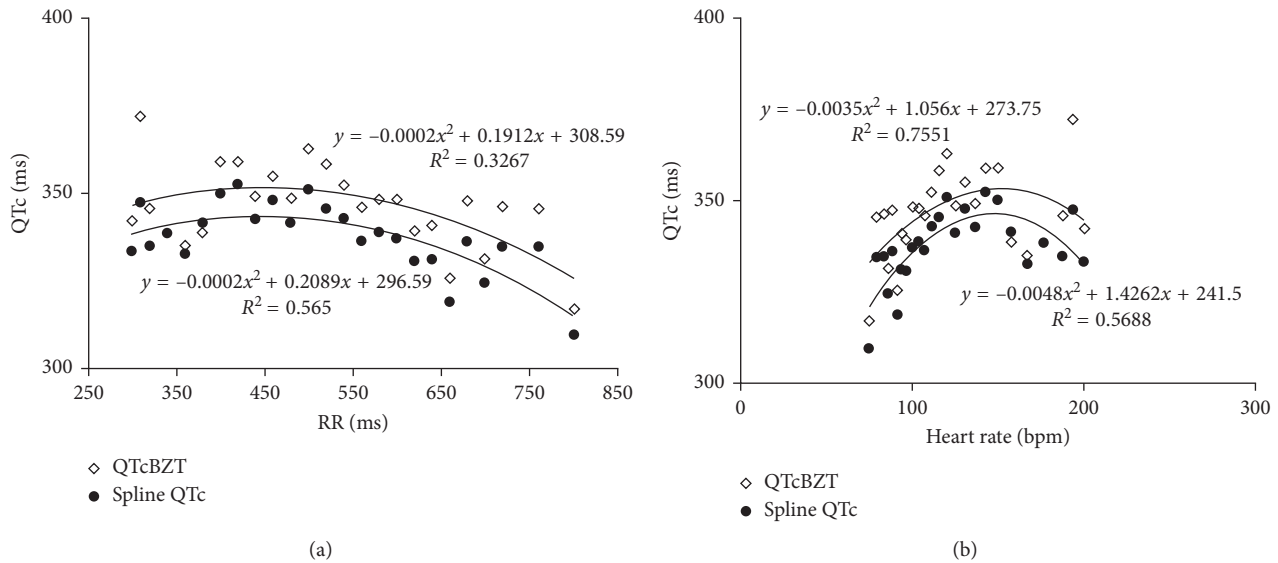 400
350
300
QTc (ms)
y = –0.0002x² + 0.1912x + 308.59
R² = 0.3267
y = –0.0002x² + 0.2089x + 296.59
R² = 0.565
250 350 450 550 650 750 850
RR (ms)
QTcBZT
Spline QTc
(a)
400
350
300
QTc (ms)
y = –0.0035x² + 1.056x + 273.75
R² = 0.7551
y = –0.0048x² + 1.4262x + 241.5
R² = 0.5688
0 100 200 300
Heart rate (bpm)
QTcBZT
Spline QTc
(b)